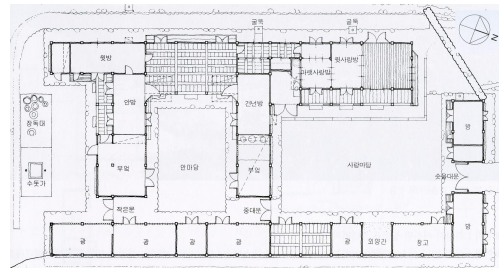 굴뚝
굴뚝
N
윗방
윗사랑방
아랫사랑방
안방
건넌방
장독대
방
부엌
안마당
부엌
사랑마당
솟을대문
수돗가
작은문
중대문
방
광
광
광
광
광
외양간
창고